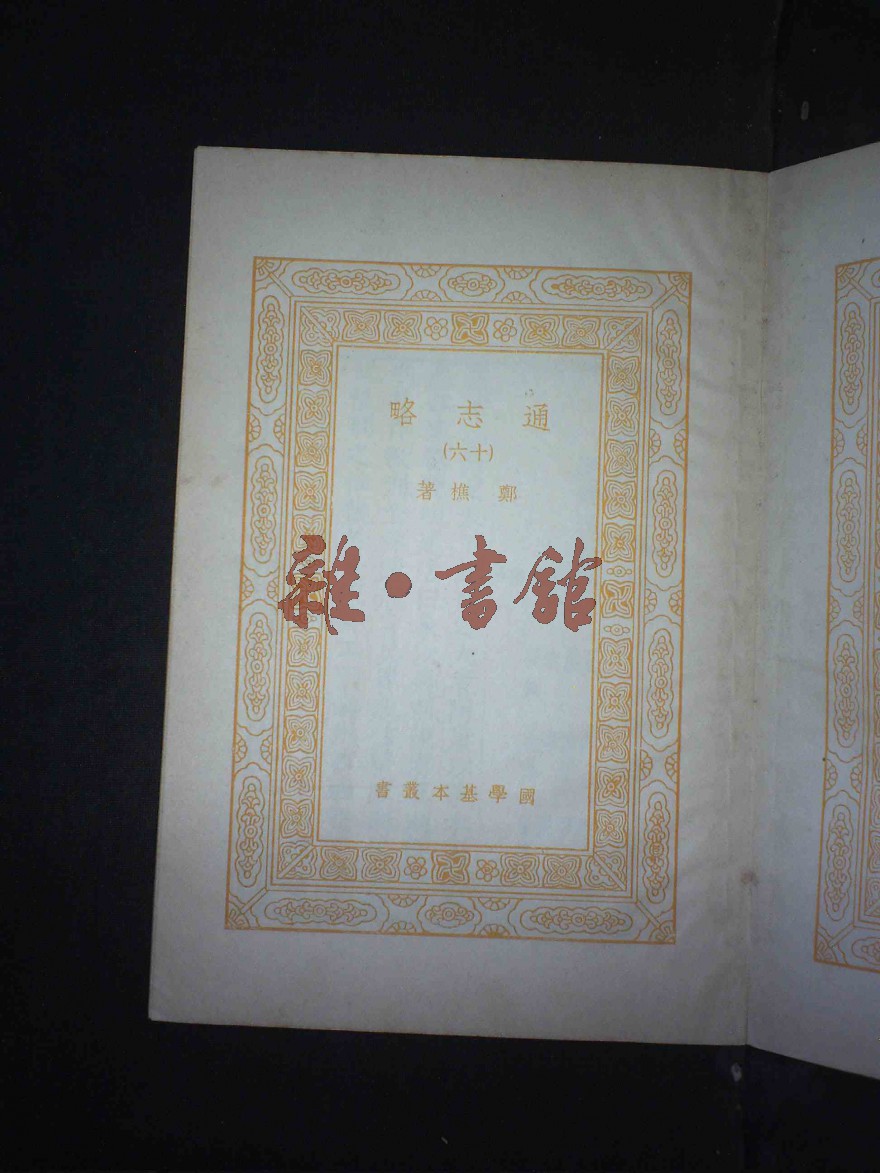 通志略
(十六)
鄭樵著
雜·書館
國學基本叢書